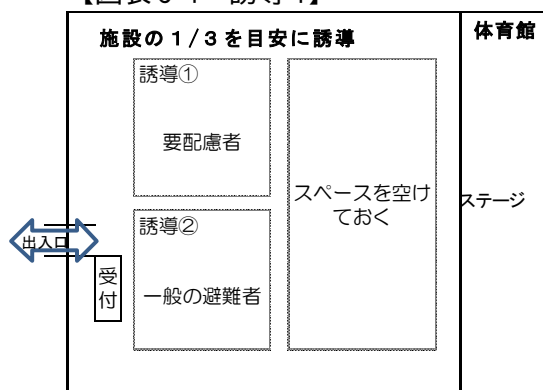 施設の1/3を目安に誘導
体育館
誘導①
要配慮者
スペースを空け
ておく
ステージ
誘導②
出入口
受
付
一般の避難者